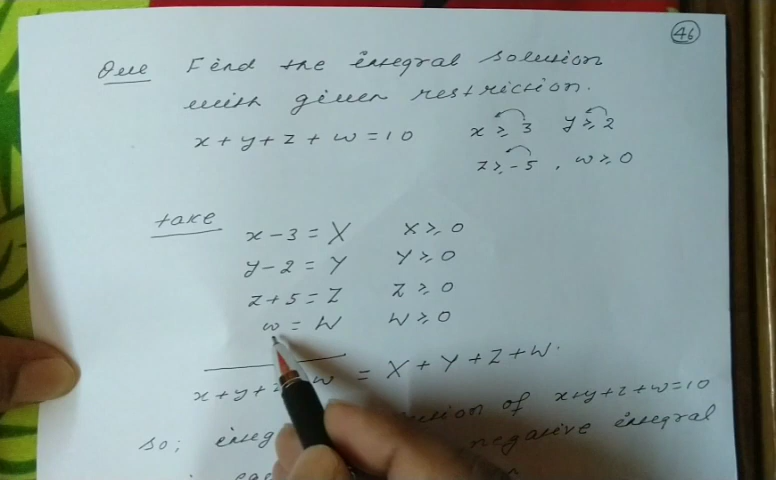 46
Que Find the integral solution
with given restriction.
x + y + z + w = 10 x ≥ 3 y ≥ 2
z ≥ -5 , w ≥ 0
take
x - 3 = X X ≥ 0
y - 2 = Y Y ≥ 0
z + 5 = Z Z ≥ 0
w = W W ≥ 0
x + y + z w = X + Y + Z + W.
so; of x+y+z+w=10
negative integral